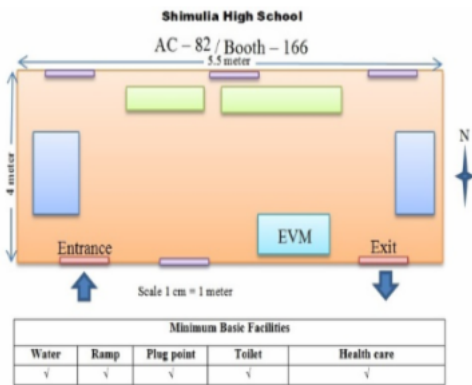 Shimulia High School
AC – 82 / Booth – 166
5.5 meter
4 meter
N
EVM
Entrance
Exit
Scale 1 cm = 1 meter
Minimum Basic Facilities
Water Ramp Plug point Toilet Health care
√ √ √ √ √